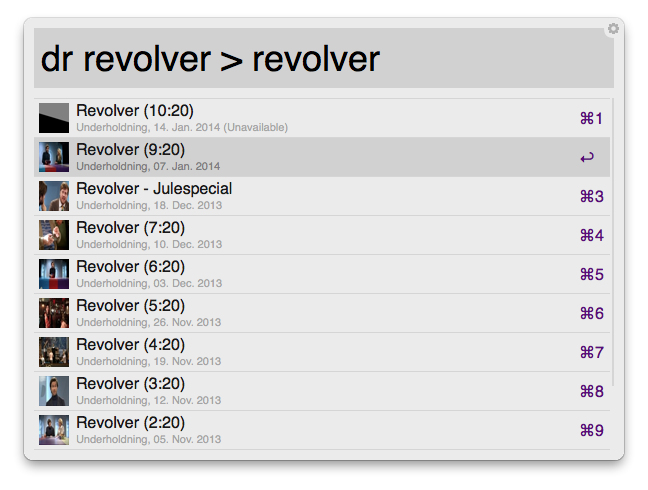 dr revolver > revolver
Revolver (10:20)
Underholdning, 14. Jan. 2014 (Unavailable)
⌘1
Revolver (9:20)
Underholdning, 07. Jan. 2014
↩
Revolver - Julespecial
Underholdning, 18. Dec. 2013
⌘3
Revolver (7:20)
Underholdning, 10. Dec. 2013
⌘4
Revolver (6:20)
Underholdning, 03. Dec. 2013
⌘5
Revolver (5:20)
Underholdning, 26. Nov. 2013
⌘6
Revolver (4:20)
Underholdning, 19. Nov. 2013
⌘7
Revolver (3:20)
Underholdning, 12. Nov. 2013
⌘8
Revolver (2:20)
Underholdning, 05. Nov. 2013
⌘9